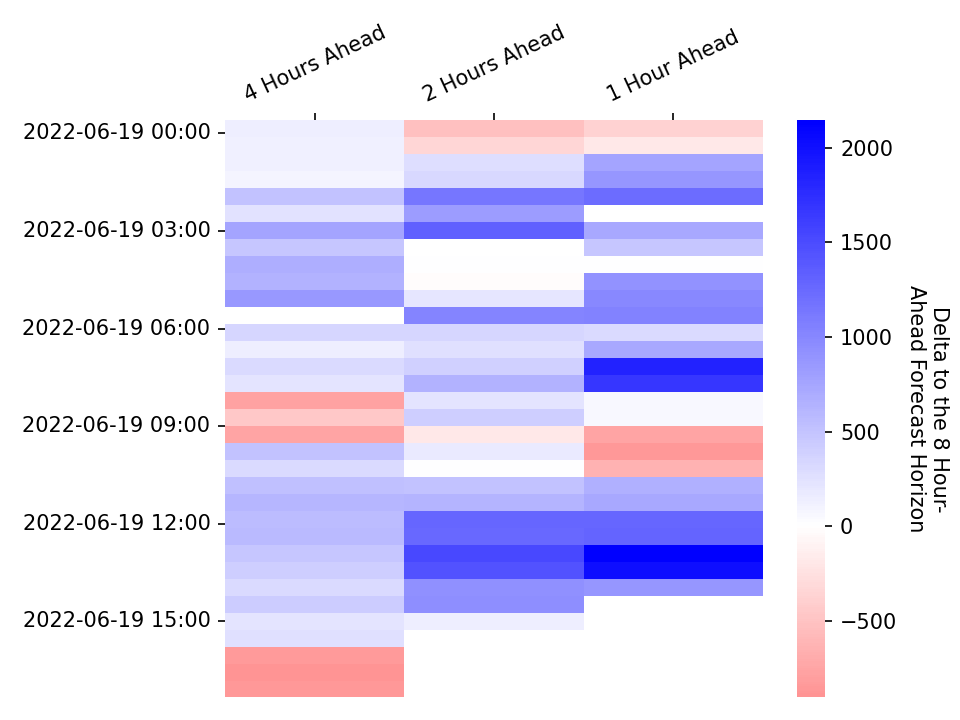 4 Hours Ahead
2 Hours Ahead
1 Hour Ahead
2022-06-19 00:00
2022-06-19 03:00
2022-06-19 06:00
2022-06-19 09:00
2022-06-19 12:00
2022-06-19 15:00
2000
1500
1000
500
0
−500
Delta to the 8 Hour-
Ahead Forecast Horizon